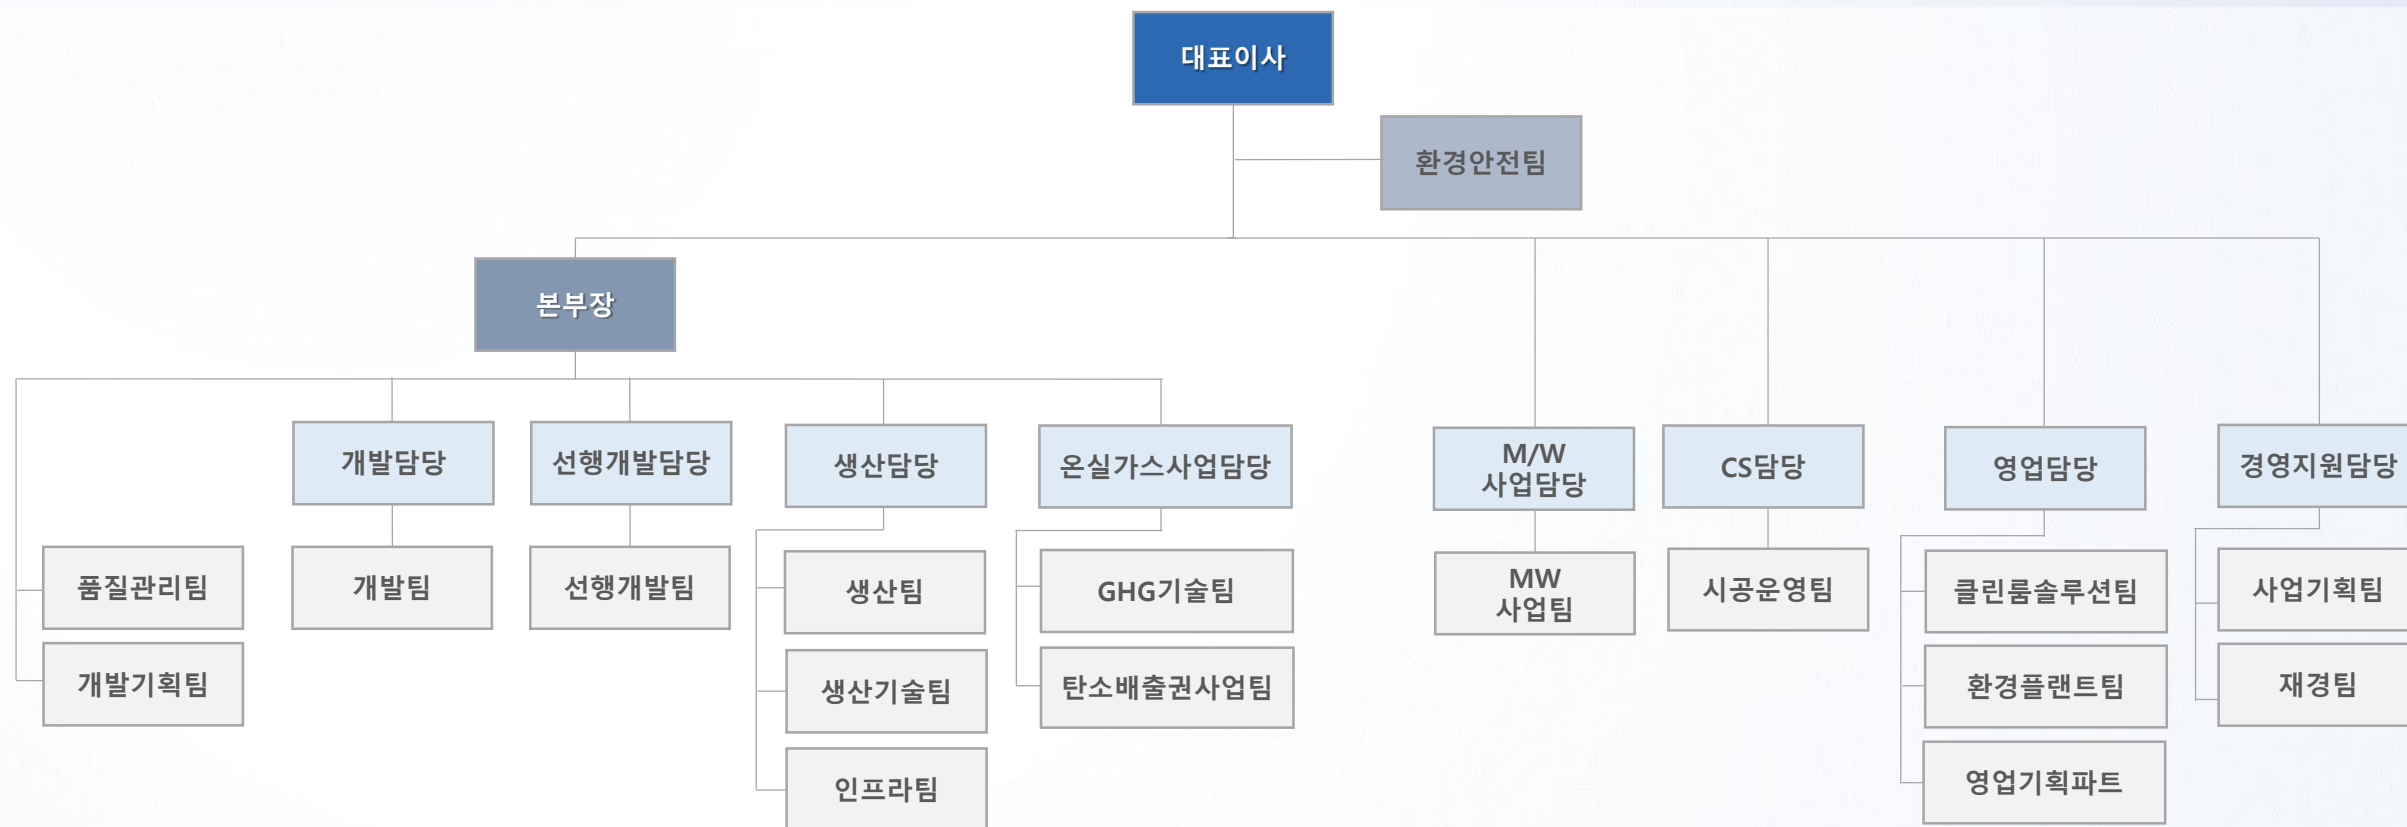 대표이사
환경안전팀
본부장
개발담당
선행개발담당
생산담당
온실가스사업담당
M/W
사업담당
CS담당
영업담당
경영지원담당
품질관리팀
개발기획팀
개발팀
선행개발팀
생산팀
생산기술팀
인프라팀
GHG기술팀
탄소배출권사업팀
MW
사업팀
시공운영팀
클린룸솔루션팀
환경플랜트팀
영업기획파트
사업기획팀
재경팀